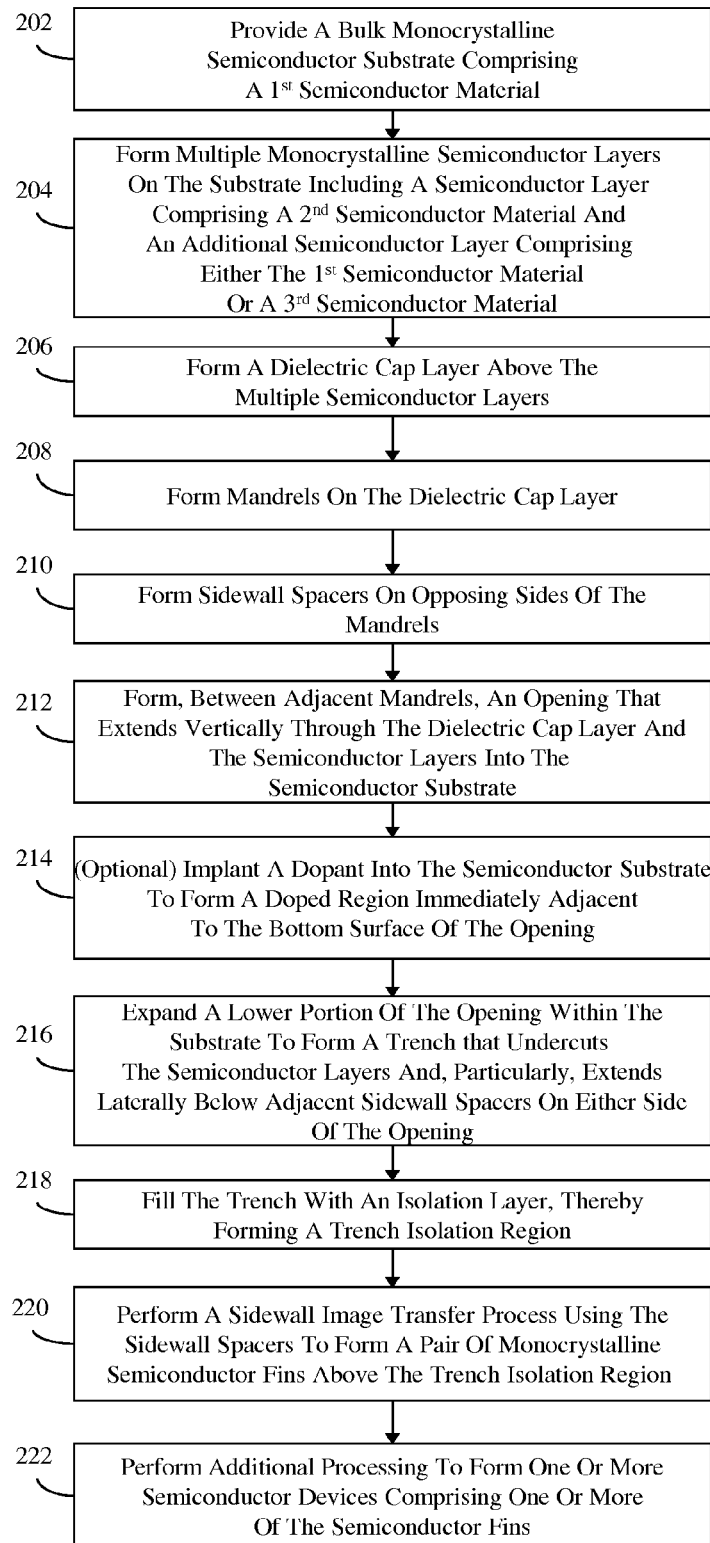 202
Provide A Bulk Monocrystalline
Semiconductor Substrate Comprising
A 1st Semiconductor Material
204
Form Multiple Monocrystalline Semiconductor Layers
On The Substrate Including A Semiconductor Layer
Comprising A 2nd Semiconductor Material And
An Additional Semiconductor Layer Comprising
Either The 1st Semiconductor Material
Or A 3rd Semiconductor Material
206
Form A Dielectric Cap Layer Above The
Multiple Semiconductor Layers
208
Form Mandrels On The Dielectric Cap Layer
210
Form Sidewall Spacers On Opposing Sides Of The
Mandrels
212
Form, Between Adjacent Mandrels, An Opening That
Extends Vertically Through The Dielectric Cap Layer And
The Semiconductor Layers Into The
Semiconductor Substrate
214
(Optional) Implant A Dopant Into The Semiconductor Substrate
To Form A Doped Region Immediately Adjacent
To The Bottom Surface Of The Opening
216
Expand A Lower Portion Of The Opening Within The
Substrate To Form A Trench that Undercuts
The Semiconductor Layers And, Particularly, Extends
Laterally Below Adjacent Sidewall Spacers On Either Side
Of The Opening
218
Fill The Trench With An Isolation Layer, Thereby
Forming A Trench Isolation Region
220
Perform A Sidewall Image Transfer Process Using The
Sidewall Spacers To Form A Pair Of Monocrystalline
Semiconductor Fins Above The Trench Isolation Region
222
Perform Additional Processing To Form One Or More
Semiconductor Devices Comprising One Or More
Of The Semiconductor Fins